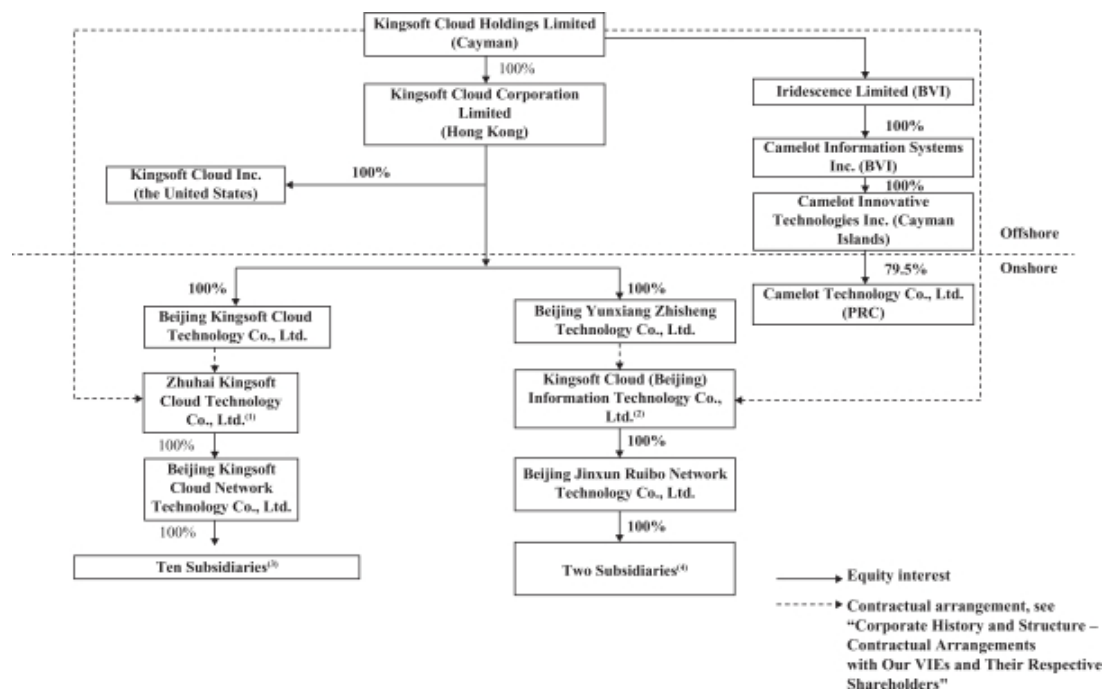 Kingsoft Cloud Holdings Limited
(Cayman)
100%
Kingsoft Cloud Corporation
Limited
(Hong Kong)
Iridescence Limited (BVI)
100%
Camelot Information Systems
Inc. (BVI)
100%
Kingsoft Cloud Inc.
(the United States)
100%
Camelot Innovative
Technologies Inc. (Cayman
Islands)
Offshore
Onshore
79.5%
Camelot Technology Co., Ltd.
(PRC)
100%
100%
Beijing Kingsoft Cloud
Technology Co., Ltd.
Beijing Yunxiang Zhisheng
Technology Co., Ltd.
Zhuhai Kingsoft
Cloud Technology
Co., Ltd.(1)
Kingsoft Cloud (Beijing)
Information Technology Co.,
Ltd.(2)
100%
100%
Beijing Kingsoft
Cloud Network
Technology Co., Ltd.
Beijing Jinxun Ruibo Network
Technology Co., Ltd.
100%
100%
Ten Subsidiaries(3)
Two Subsidiaries(4)
Equity interest
Contractual arrangement, see
“Corporate History and Structure –
Contractual Arrangements
with Our VIEs and Their Respective
Shareholders”